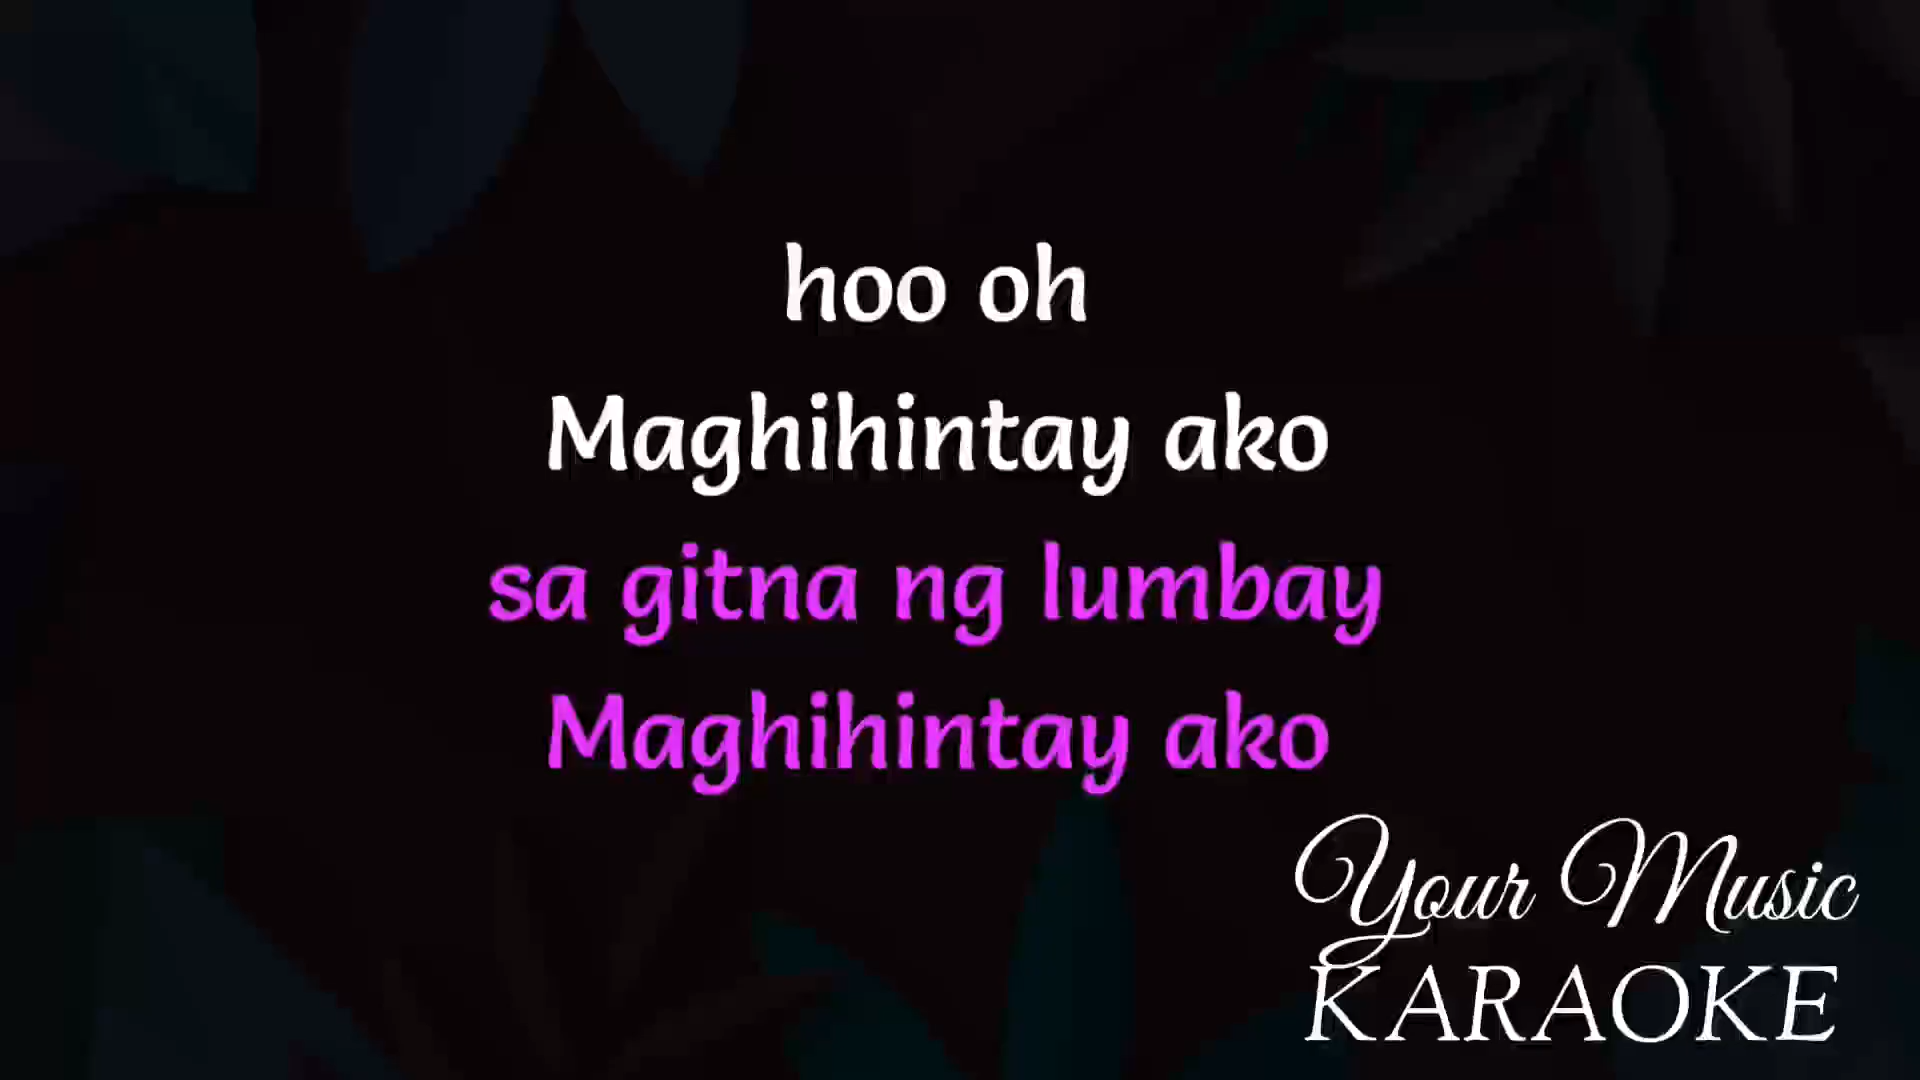 hoo oh
Maghihintay ako
sa gitna ng lumbay
Maghihintay ako
Your Music
KARAOKE